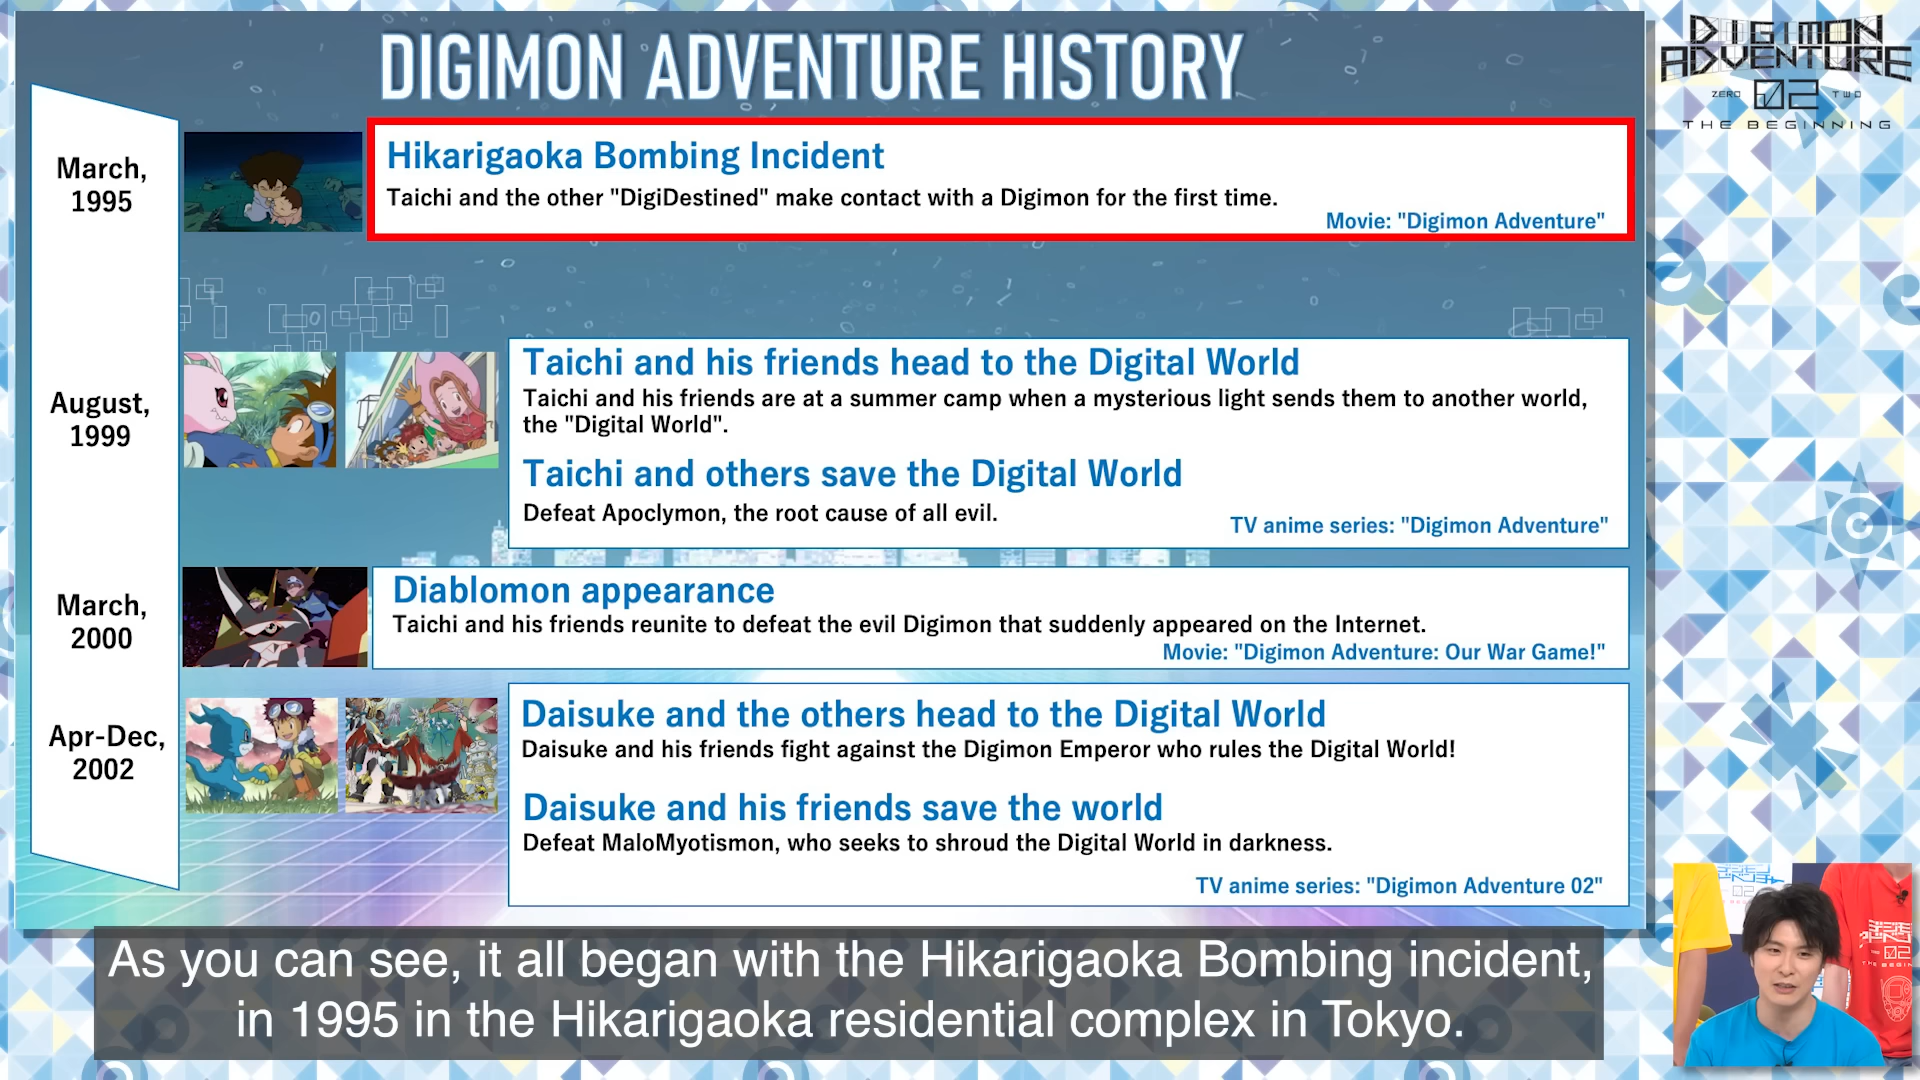 DIGIMON ADVENTURE HISTORY
DIGIMON
ADVENTURE
ZERO 02 TWO
THE BEGINNING
March,
1995
Hikarigaoka Bombing Incident
Taichi and the other "DigiDestined" make contact with a Digimon for the first time.
Movie: "Digimon Adventure"
August,
1999
Taichi and his friends head to the Digital World
Taichi and his friends are at a summer camp when a mysterious light sends them to another world,
the "Digital World".
Taichi and others save the Digital World
Defeat Apoclymon, the root cause of all evil.
TV anime series: "Digimon Adventure"
March,
2000
Diablomon appearance
Taichi and his friends reunite to defeat the evil Digimon that suddenly appeared on the Internet.
Movie: "Digimon Adventure: Our War Game!"
Apr-Dec,
2002
Daisuke and the others head to the Digital World
Daisuke and his friends fight against the Digimon Emperor who rules the Digital World!
Daisuke and his friends save the world
Defeat MaloMyotismon, who seeks to shroud the Digital World in darkness.
TV anime series: "Digimon Adventure 02"
As you can see, it all began with the Hikarigaoka Bombing incident,
in 1995 in the Hikarigaoka residential complex in Tokyo.